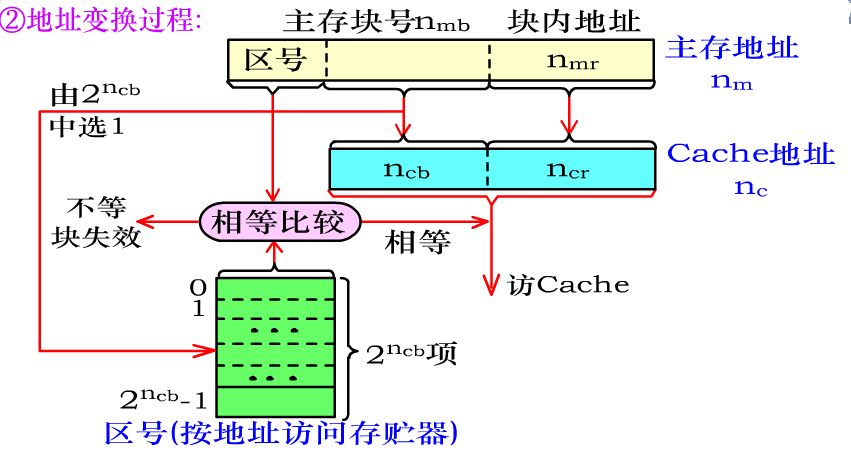 ②地址变换过程:
主存块号nmb 块内地址
区号 nmr
主存地址
nm
由2ncb
中选1
ncb ncr
Cache地址
nc
不等
块失效
相等比较
相等
访Cache
0
1
•••
•••
2ncb-1
2ncb项
区号(按地址访问存贮器)